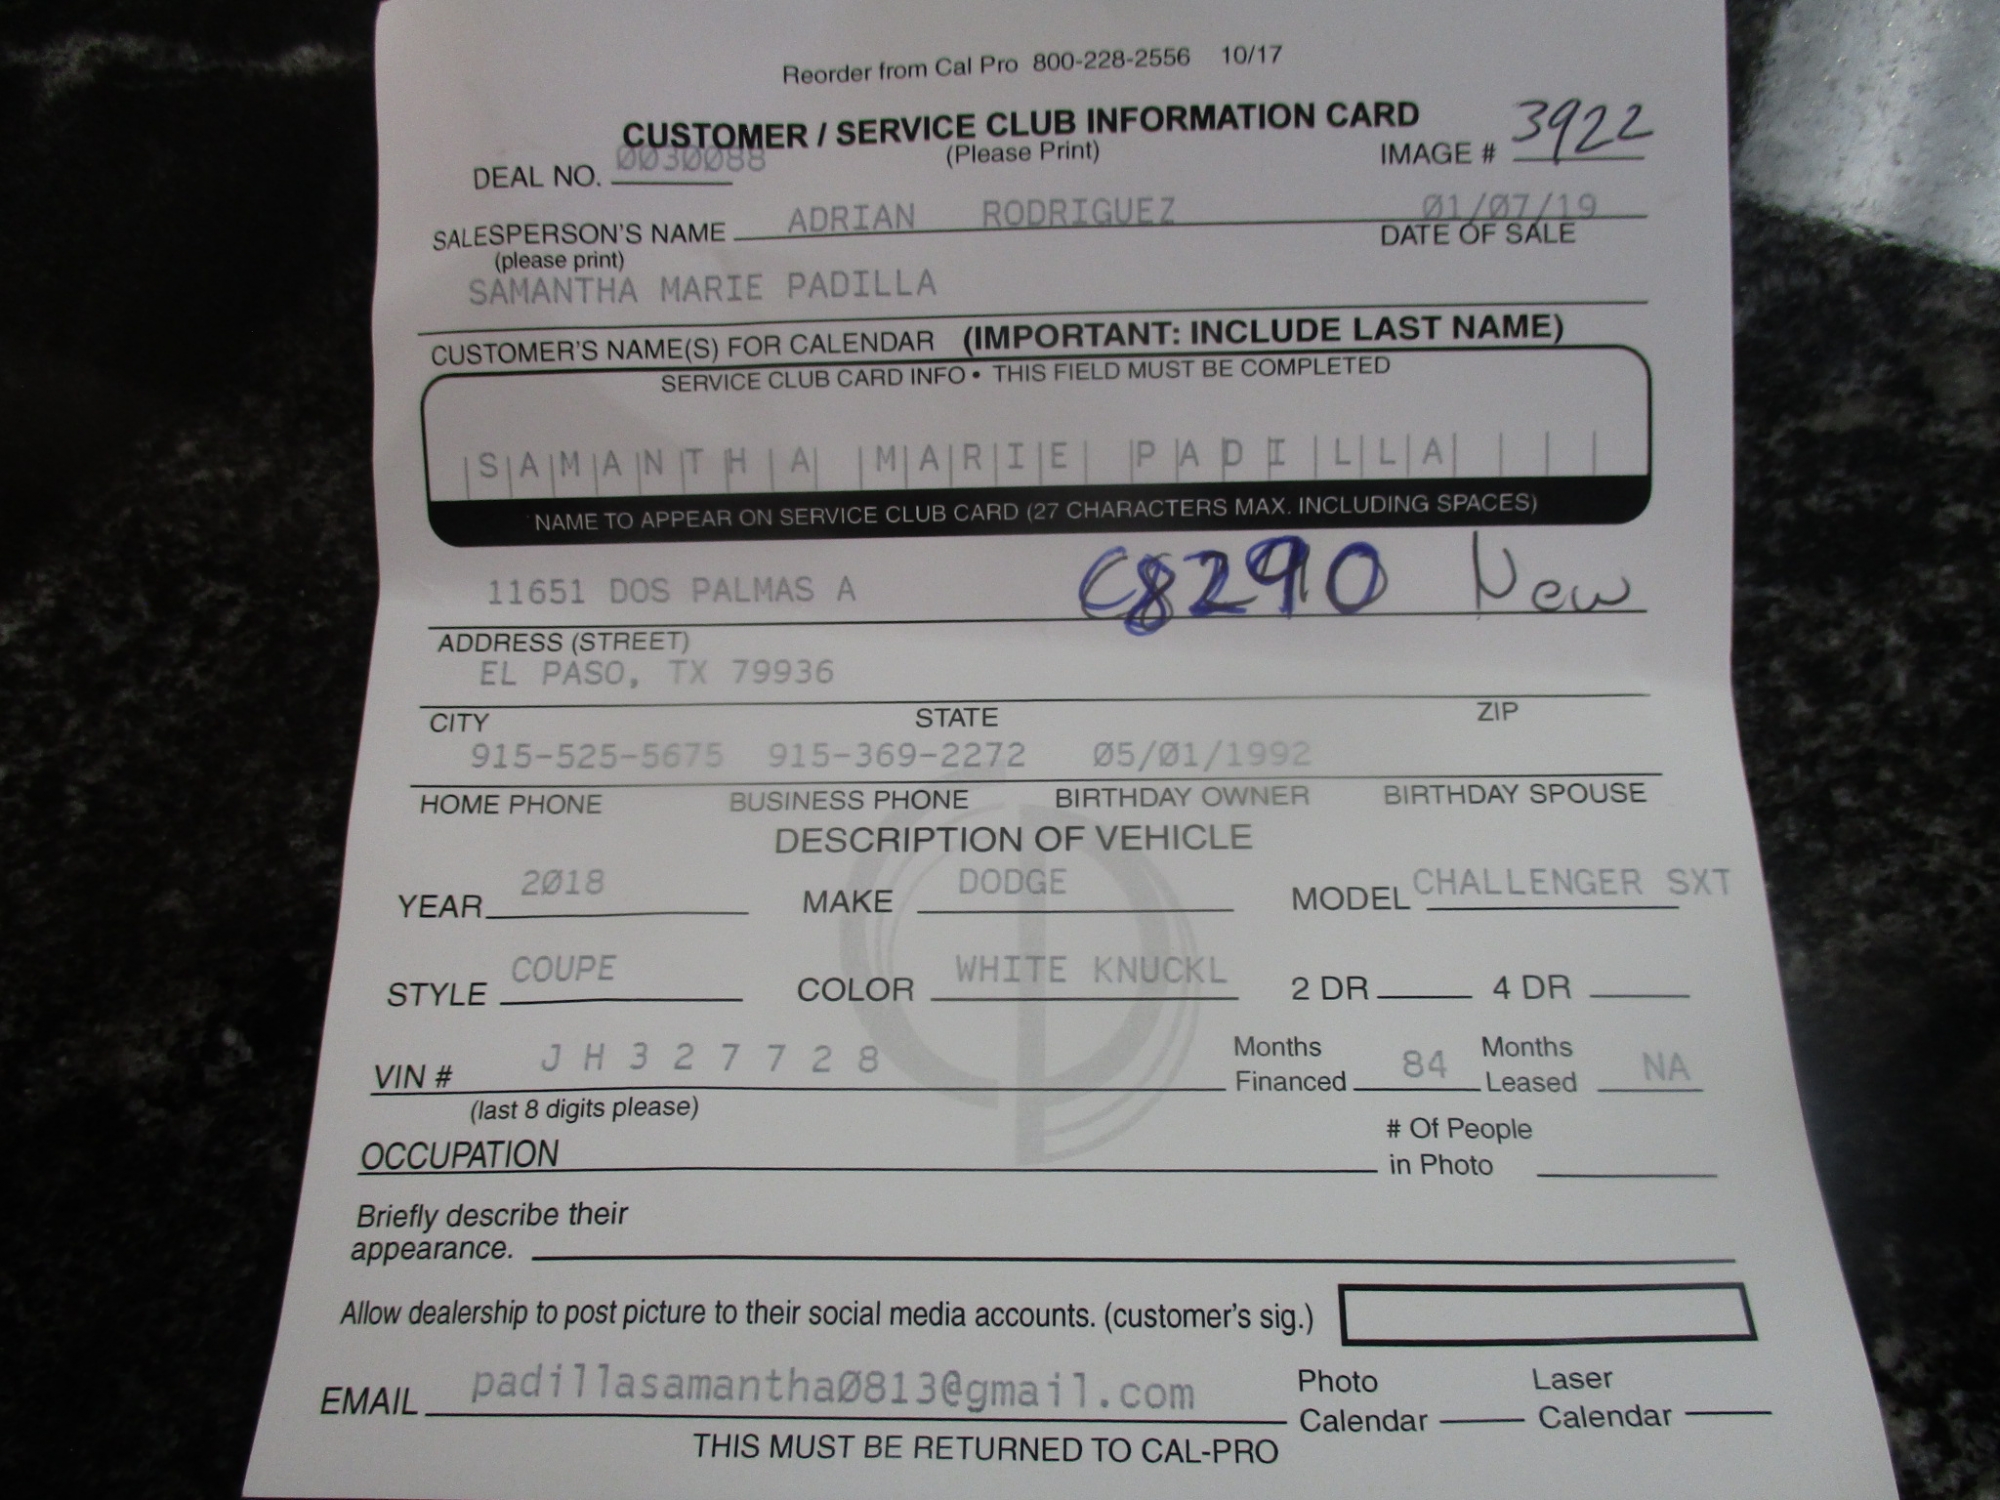 Reorder from Cal Pro 800-228-2556 10/17
CUSTOMER / SERVICE CLUB INFORMATION CARD
(Please Print)
DEAL NO. 0030088
IMAGE # 3922
SALESPERSON'S NAME ADRIAN RODRIGUEZ 01/07/19
(please print) DATE OF SALE
SAMANTHA MARIE PADILLA
CUSTOMER'S NAME(S) FOR CALENDAR (IMPORTANT: INCLUDE LAST NAME)
SERVICE CLUB CARD INFO • THIS FIELD MUST BE COMPLETED
SAMANTHA MARIE PADILLA
NAME TO APPEAR ON SERVICE CLUB CARD (27 CHARACTERS MAX. INCLUDING SPACES)
11651 DOS PALMAS A C8290 New
ADDRESS (STREET)
EL PASO, TX 79936
CITY STATE ZIP
915-525-5675 915-369-2272 05/01/1992
HOME PHONE BUSINESS PHONE BIRTHDAY OWNER BIRTHDAY SPOUSE
DESCRIPTION OF VEHICLE
YEAR 2018 MAKE DODGE MODEL CHALLENGER SXT
STYLE COUPE COLOR WHITE KNUCKL 2 DR 4 DR
VIN # JH327728 Months Financed 84 Months Leased NA
(last 8 digits please)
OCCUPATION # Of People in Photo
Briefly describe their
appearance.
Allow dealership to post picture to their social media accounts. (customer's sig.)
EMAIL padillasamantha0813@gmail.com Photo Calendar Laser Calendar
THIS MUST BE RETURNED TO CAL-PRO